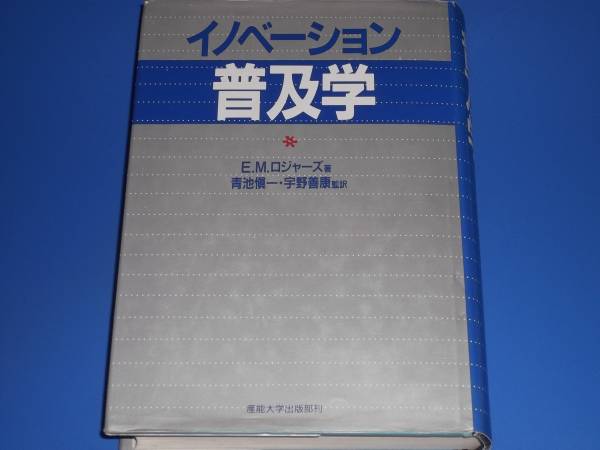 イノベーション
普及学
E.M.ロジャーズ著
青池愼一・宇野善康監訳
産能大学出版部刊